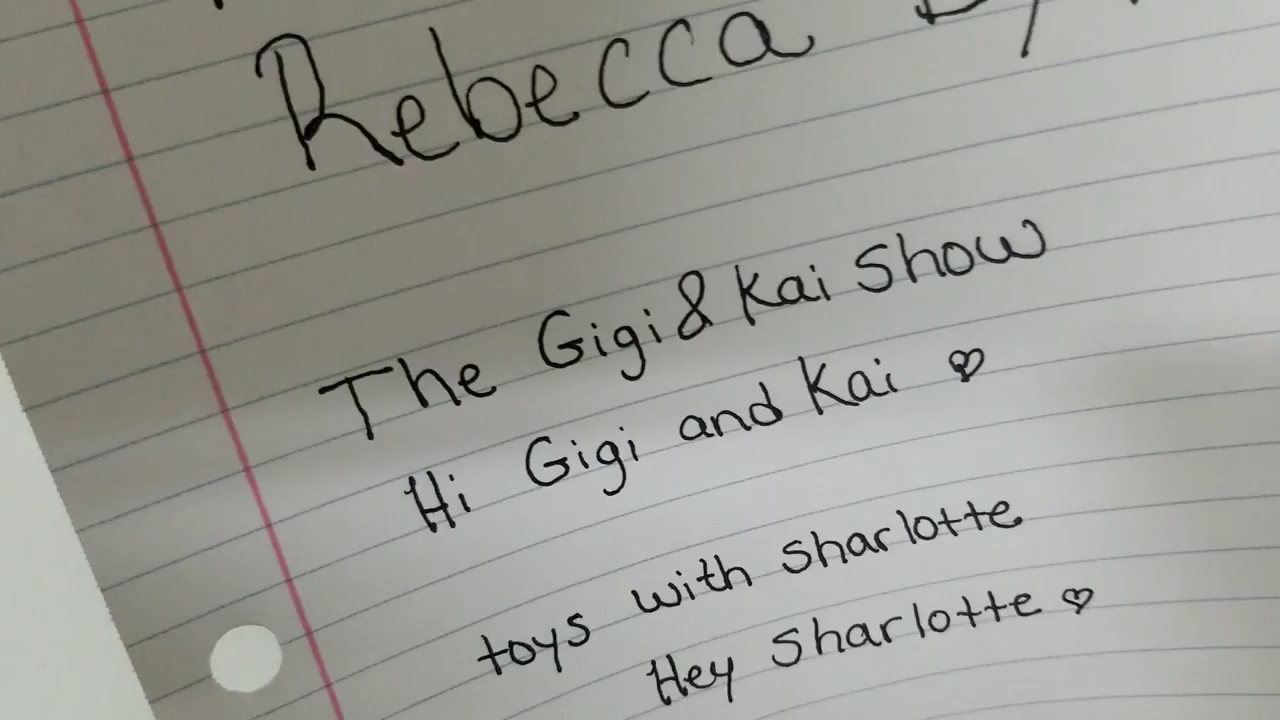 Rebecca
The Gigi & Kai Show
Hi Gigi and Kai ♡
toys with Sharlotte
Hey Sharlotte ♡